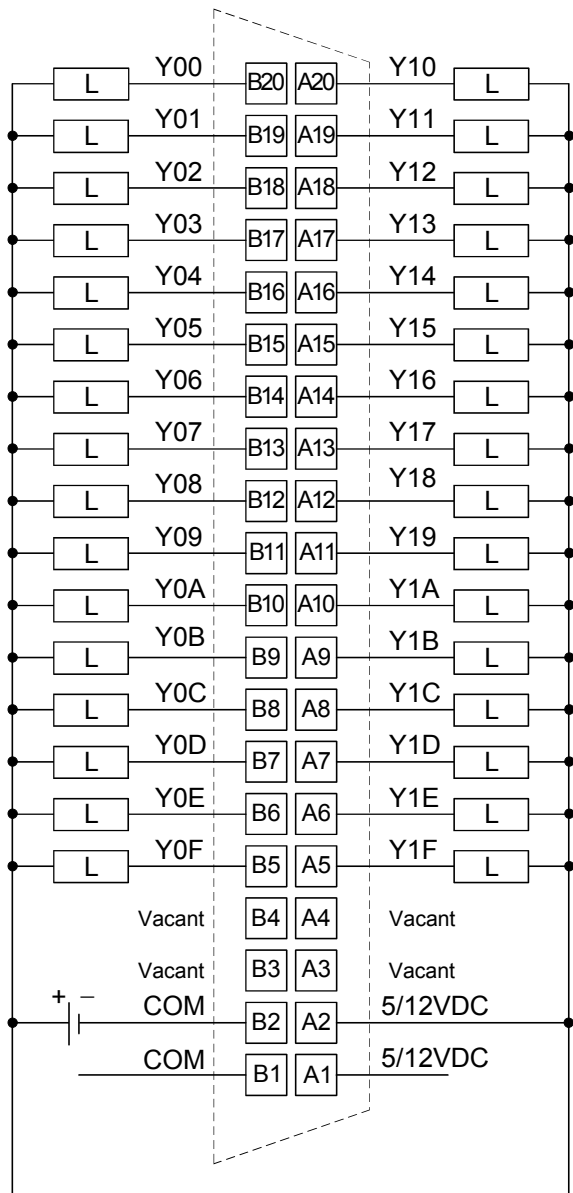 L Y00 B20 A20 Y10 L
L Y01 B19 A19 Y11 L
L Y02 B18 A18 Y12 L
L Y03 B17 A17 Y13 L
L Y04 B16 A16 Y14 L
L Y05 B15 A15 Y15 L
L Y06 B14 A14 Y16 L
L Y07 B13 A13 Y17 L
L Y08 B12 A12 Y18 L
L Y09 B11 A11 Y19 L
L Y0A B10 A10 Y1A L
L Y0B B9 A9 Y1B L
L Y0C B8 A8 Y1C L
L Y0D B7 A7 Y1D L
L Y0E B6 A6 Y1E L
L Y0F B5 A5 Y1F L
Vacant B4 A4 Vacant
Vacant B3 A3 Vacant
+ − COM B2 A2 5/12VDC
COM B1 A1 5/12VDC